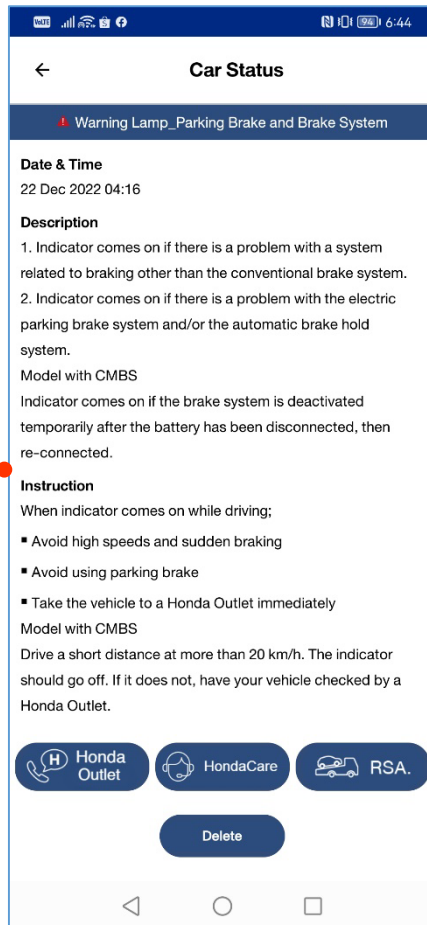 VoLTE 94 6:44
Car Status
Warning Lamp_Parking Brake and Brake System
Date & Time
22 Dec 2022 04:16
Description
1. Indicator comes on if there is a problem with a system
related to braking other than the conventional brake system.
2. Indicator comes on if there is a problem with the electric
parking brake system and/or the automatic brake hold
system.
Model with CMBS
Indicator comes on if the brake system is deactivated
temporarily after the battery has been disconnected, then
re-connected.
Instruction
When indicator comes on while driving;
▪ Avoid high speeds and sudden braking
▪ Avoid using parking brake
▪ Take the vehicle to a Honda Outlet immediately
Model with CMBS
Drive a short distance at more than 20 km/h. The indicator
should go off. If it does not, have your vehicle checked by a
Honda Outlet.
H Honda
Outlet
HondaCare
RSA.
Delete